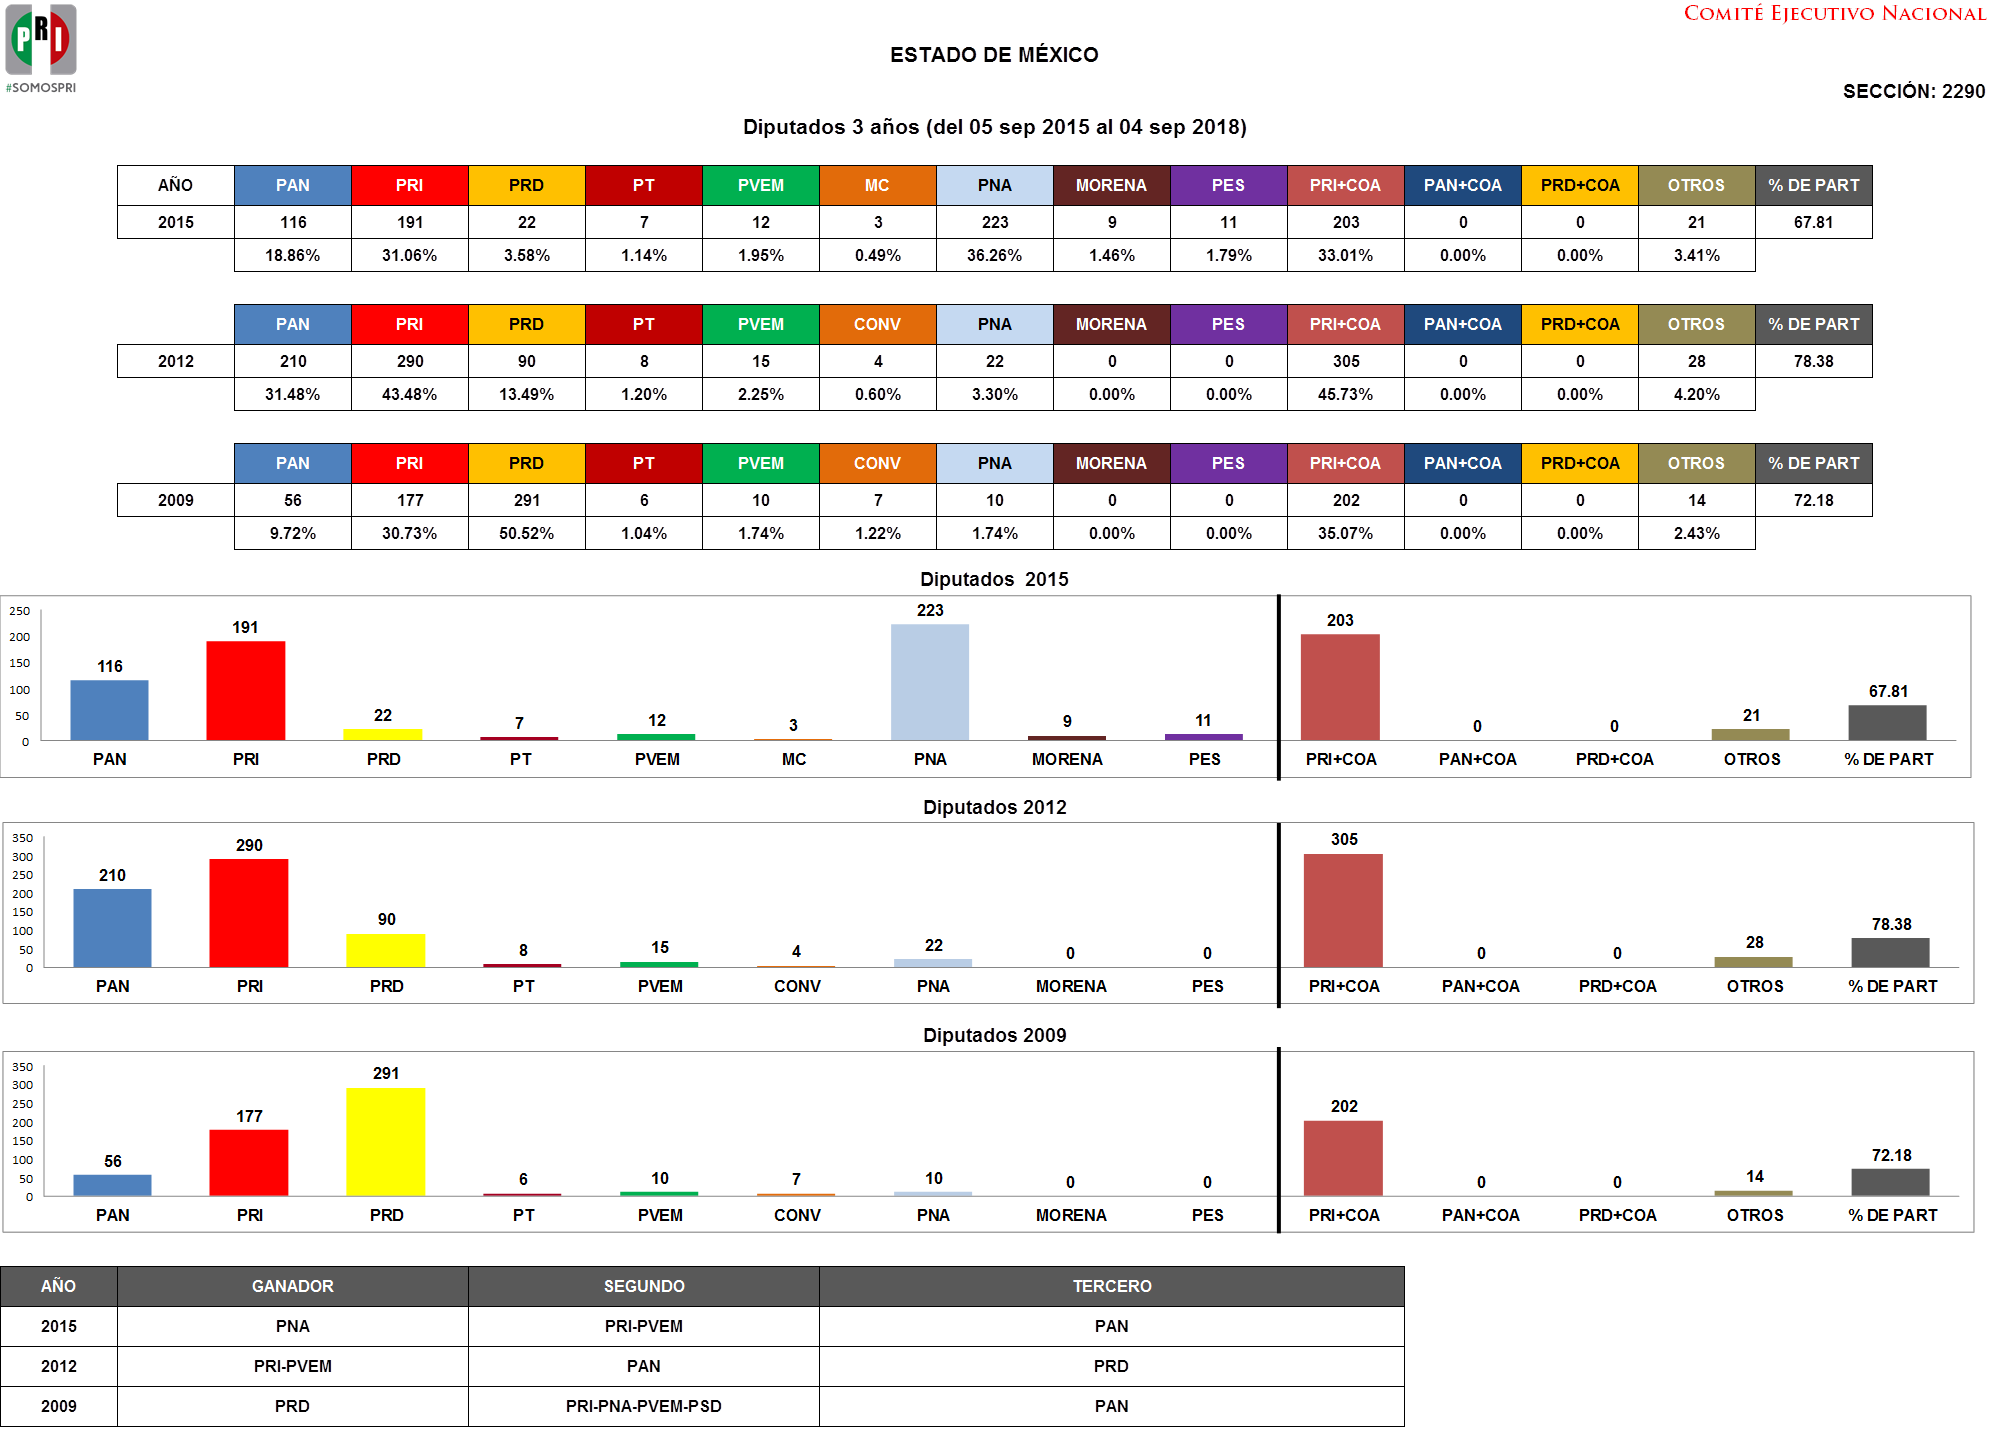 PRI
#SOMOSPRI
COMITÉ EJECUTIVO NACIONAL
ESTADO DE MÉXICO
SECCIÓN: 2290
Diputados 3 años (del 05 sep 2015 al 04 sep 2018)
AÑO PAN PRI PRD PT PVEM MC PNA MORENA PES PRI+COA PAN+COA PRD+COA OTROS % DE PART
2015 116 191 22 7 12 3 223 9 11 203 0 0 21 67.81
18.86% 31.06% 3.58% 1.14% 1.95% 0.49% 36.26% 1.46% 1.79% 33.01% 0.00% 0.00% 3.41%
PAN PRI PRD PT PVEM CONV PNA MORENA PES PRI+COA PAN+COA PRD+COA OTROS % DE PART
2012 210 290 90 8 15 4 22 0 0 305 0 0 28 78.38
31.48% 43.48% 13.49% 1.20% 2.25% 0.60% 3.30% 0.00% 0.00% 45.73% 0.00% 0.00% 4.20%
PAN PRI PRD PT PVEM CONV PNA MORENA PES PRI+COA PAN+COA PRD+COA OTROS % DE PART
2009 56 177 291 6 10 7 10 0 0 202 0 0 14 72.18
9.72% 30.73% 50.52% 1.04% 1.74% 1.22% 1.74% 0.00% 0.00% 35.07% 0.00% 0.00% 2.43%
Diputados 2015
250
200
150
100
50
0
116 191 22 7 12 3 223 9 11 203 0 0 21 67.81
PAN PRI PRD PT PVEM MC PNA MORENA PES PRI+COA PAN+COA PRD+COA OTROS % DE PART
Diputados 2012
350
300
250
200
150
100
50
0
210 290 90 8 15 4 22 0 0 305 0 0 28 78.38
PAN PRI PRD PT PVEM CONV PNA MORENA PES PRI+COA PAN+COA PRD+COA OTROS % DE PART
Diputados 2009
350
300
250
200
150
100
50
0
56 177 291 6 10 7 10 0 0 202 0 0 14 72.18
PAN PRI PRD PT PVEM CONV PNA MORENA PES PRI+COA PAN+COA PRD+COA OTROS % DE PART
AÑO GANADOR SEGUNDO TERCERO
2015 PNA PRI-PVEM PAN
2012 PRI-PVEM PAN PRD
2009 PRD PRI-PNA-PVEM-PSD PAN